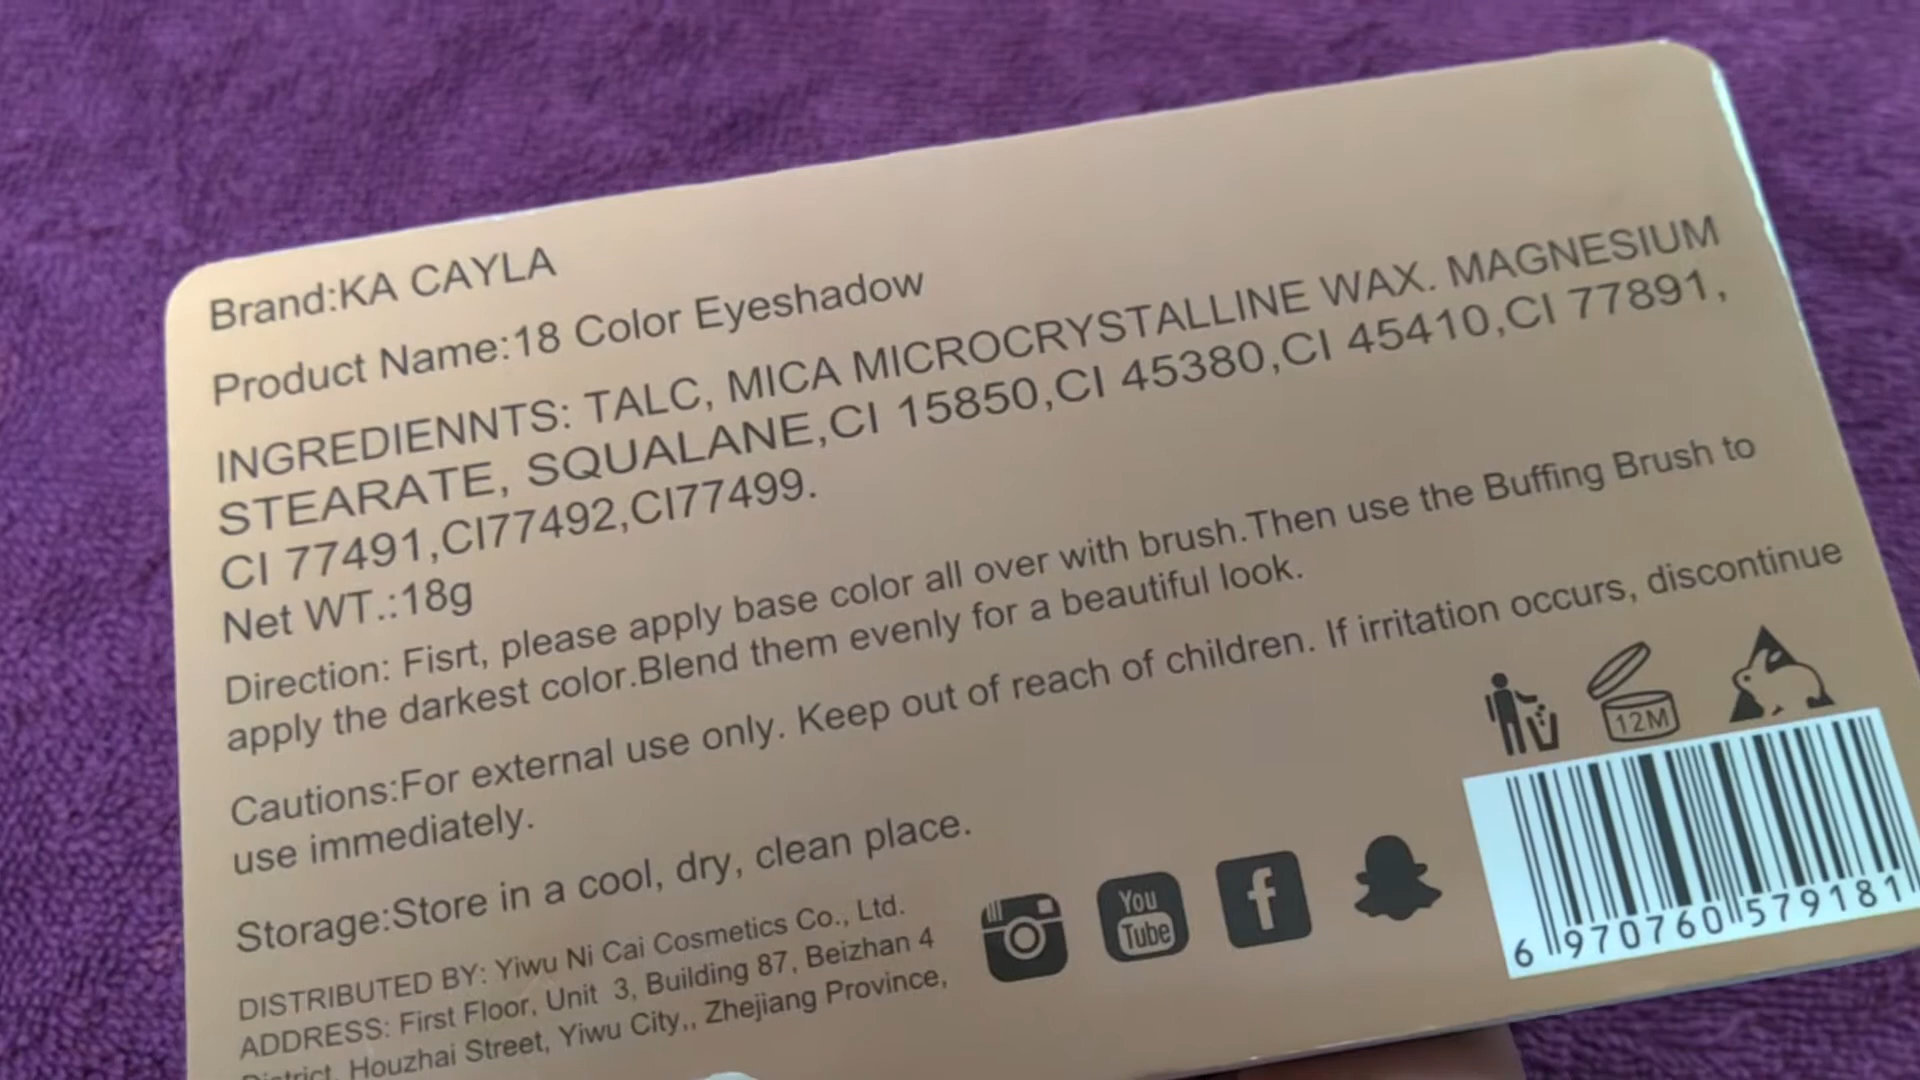 Brand:KA CAYLA
Product Name:18 Color Eyeshadow
INGREDIENNTS: TALC, MICA MICROCRYSTALLINE WAX. MAGNESIUM
STEARATE, SQUALANE,CI 15850,CI 45380,CI 45410,CI 77891,
CI 77491,CI77492,CI77499.
Net WT.:18g
Direction: Fisrt, please apply base color all over with brush.Then use the Buffing Brush to
apply the darkest color.Blend them evenly for a beautiful look.
Cautions:For external use only. Keep out of reach of children. If irritation occurs, discontinue
use immediately.
Storage:Store in a cool, dry, clean place.
DISTRIBUTED BY: Yiwu Ni Cai Cosmetics Co., Ltd.
ADDRESS: First Floor, Unit 3, Building 87, Beizhan 4
District, Houzhai Street, Yiwu City,, Zhejiang Province,
12M
You
Tube
f
6 970760 579181